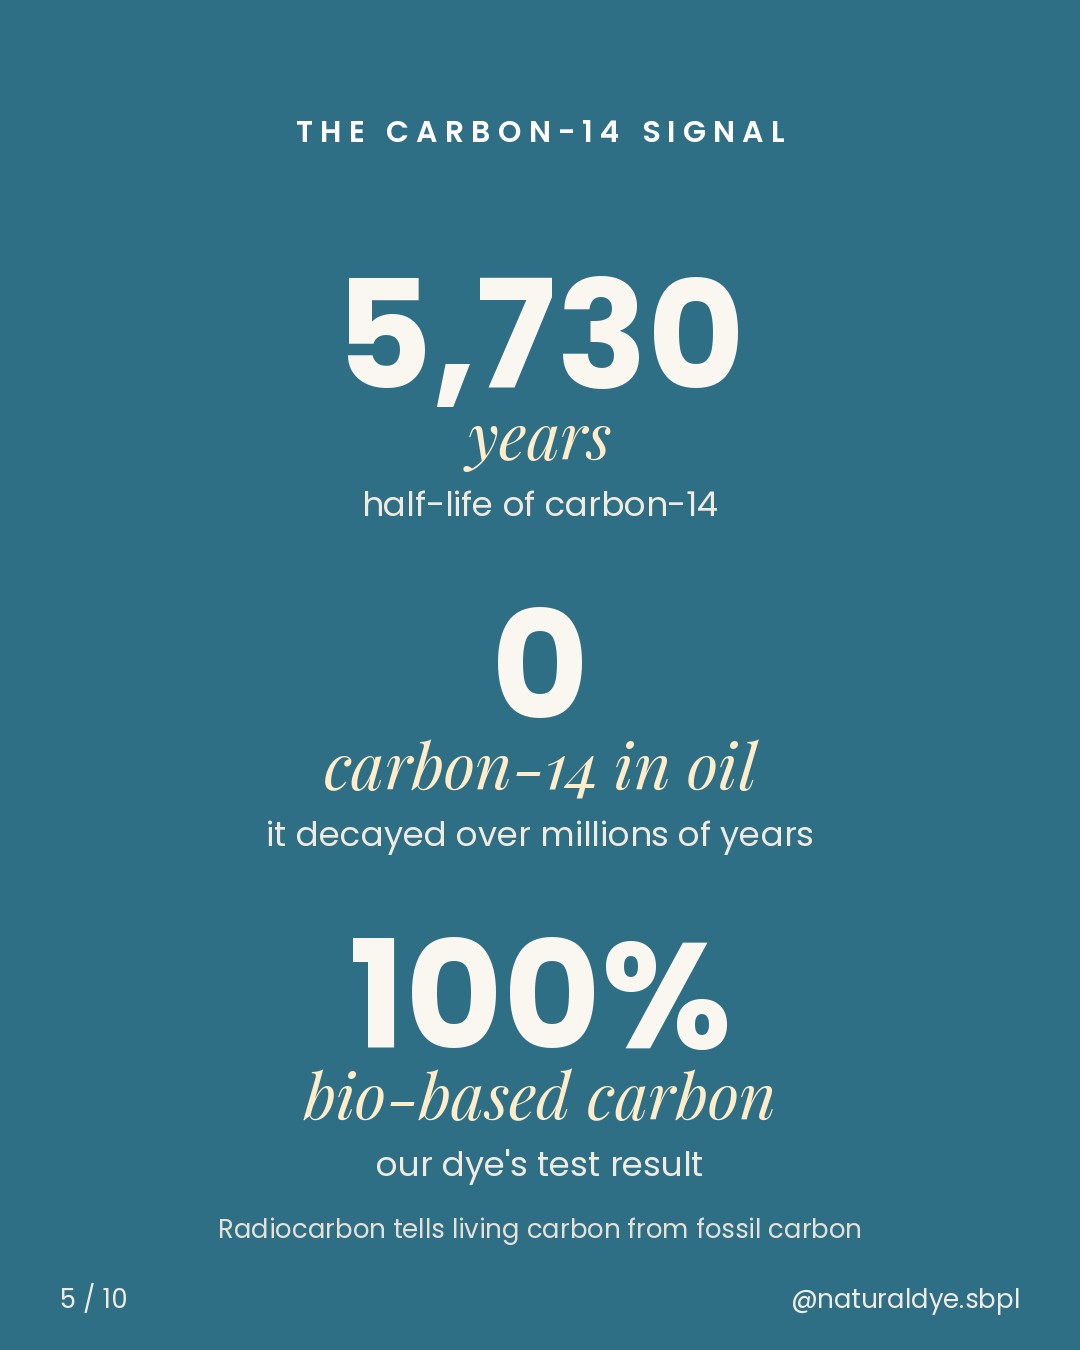 THE CARBON-14 SIGNAL
5,730
years
half-life of carbon-14
0
carbon-14 in oil
it decayed over millions of years
100%
bio-based carbon
our dye's test result
Radiocarbon tells living carbon from fossil carbon
5 / 10
@naturaldye.sbpl